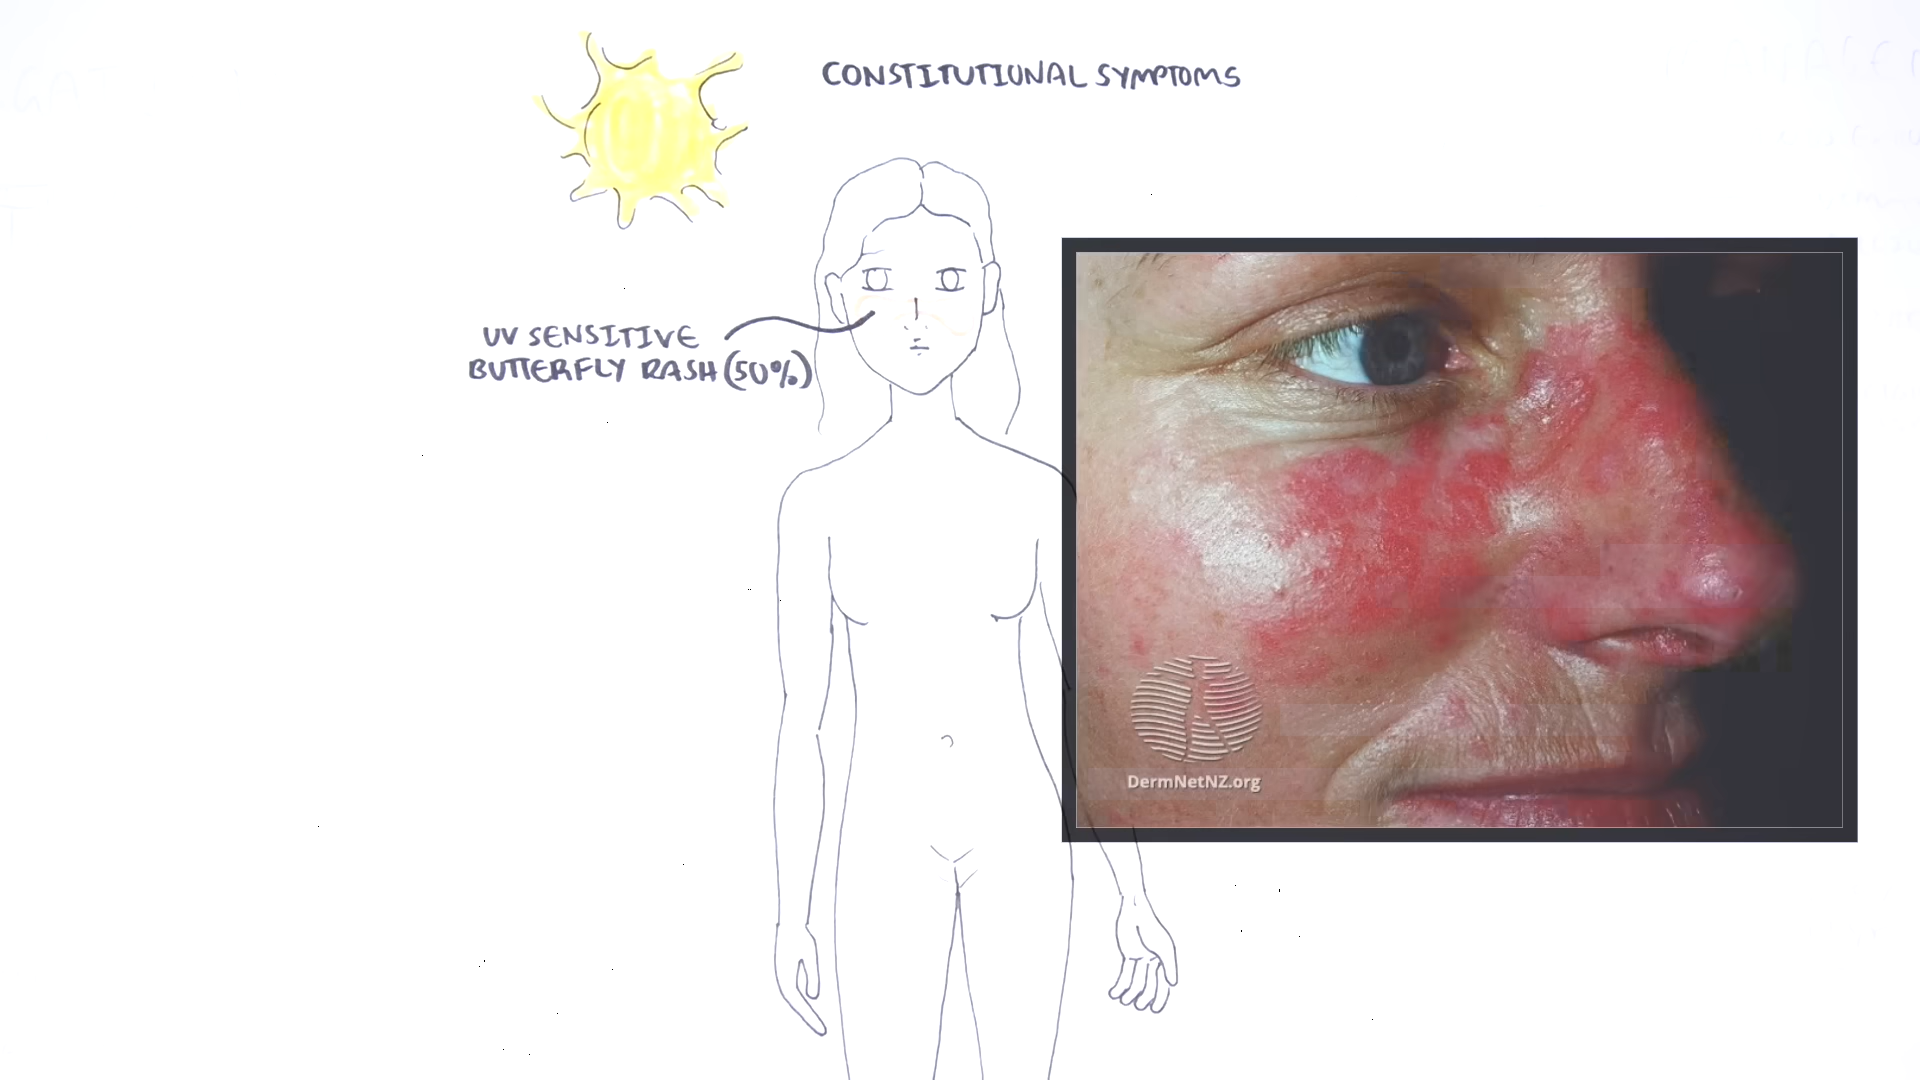 CONSTITUTIONAL SYMPTOMS
UV SENSITIVE
BUTTERFLY RASH (50%)
DermNetNZ.org